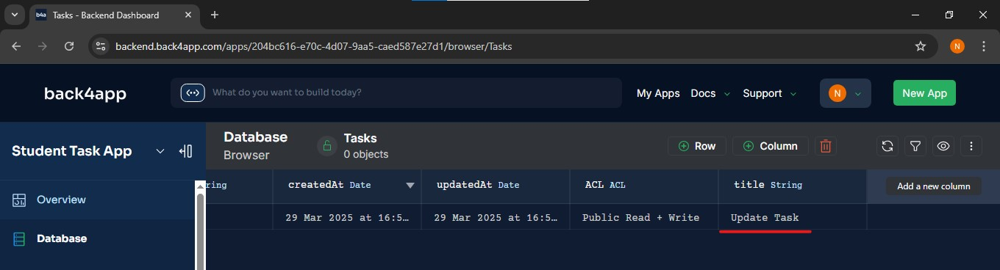 b4a Tasks - Backend Dashboard
backend.back4app.com/apps/204bc616-e70c-4d07-9aa5-caed587e27d1/browser/Tasks
N
back4app
What do you want to build today?
My Apps Docs Support
N
New App
Student Task App
Overview
Database
Database
Browser
Tasks
0 objects
Row
Column
ring createdAt Date updatedAt Date ACL ACL title String Add a new column
29 Mar 2025 at 16:5… 29 Mar 2025 at 16:5… Public Read + Write Update Task